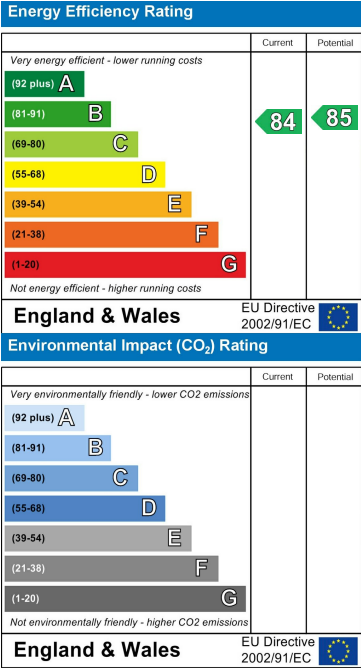 Energy Efficiency Rating
Current Potential
Very energy efficient - lower running costs
(92 plus) A
(81-91) B
84 85
(69-80) C
(55-68) D
(39-54) E
(21-38) F
(1-20) G
Not energy efficient - higher running costs
England & Wales
EU Directive
2002/91/EC
Environmental Impact (CO₂) Rating
Current Potential
Very environmentally friendly - lower CO2 emissions
(92 plus) A
(81-91) B
(69-80) C
(55-68) D
(39-54) E
(21-38) F
(1-20) G
Not environmentally friendly - higher CO2 emissions
England & Wales
EU Directive
2002/91/EC